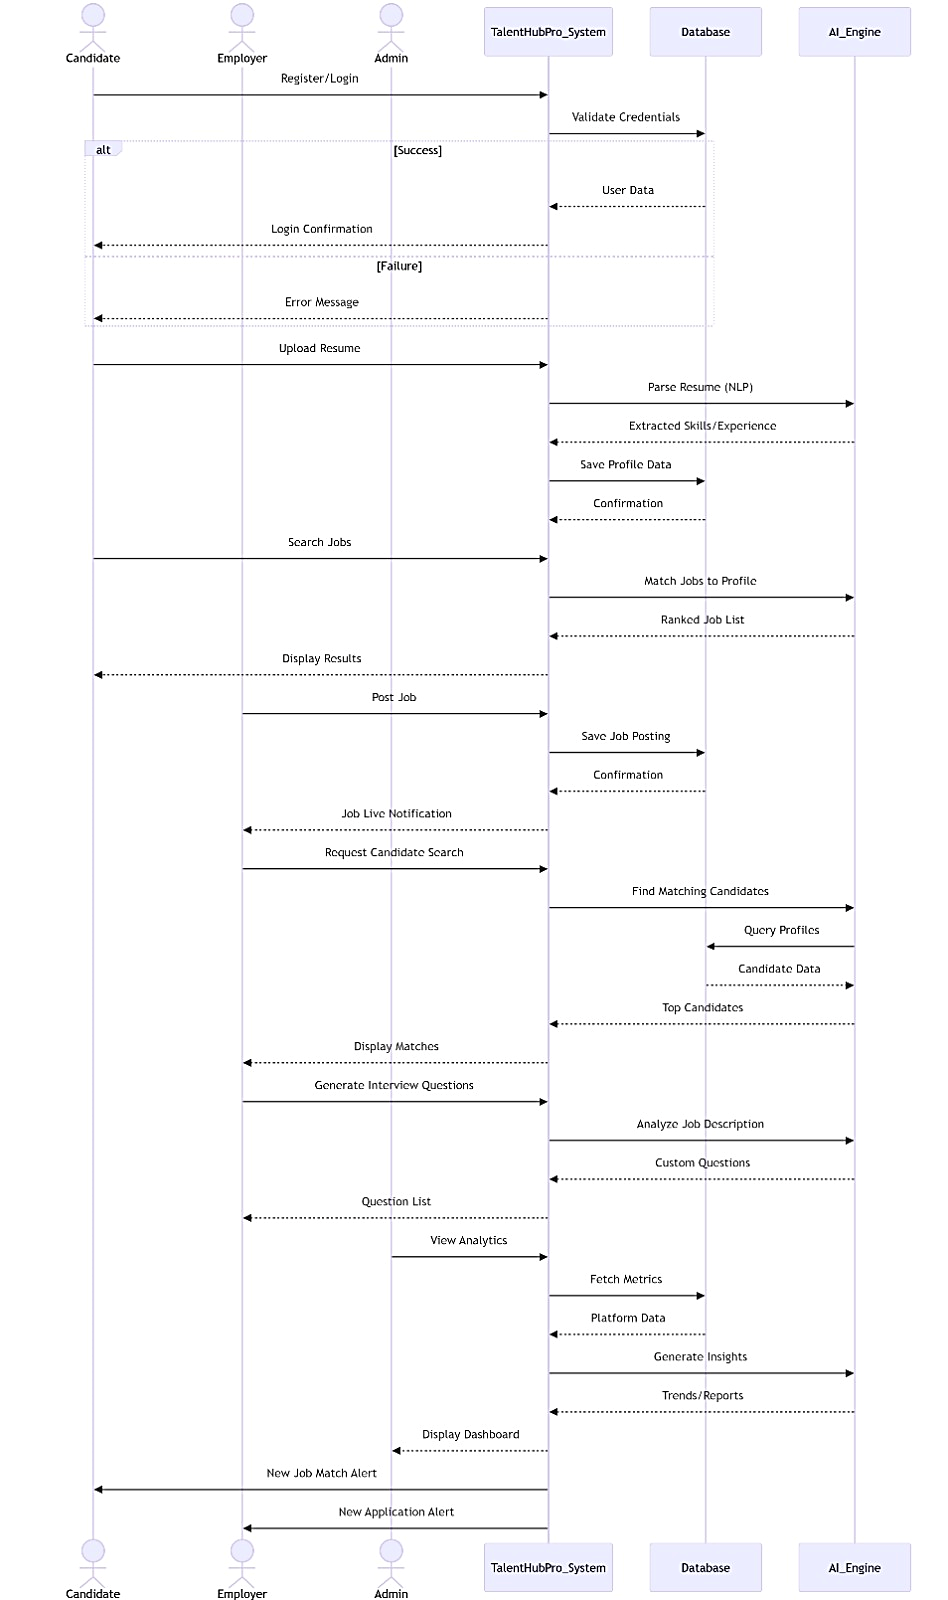 Candidate
Employer
Admin
TalentHubPro_System
Database
AI_Engine
Register/Login
Validate Credentials
alt
[Success]
User Data
Login Confirmation
[Failure]
Error Message
Upload Resume
Parse Resume (NLP)
Extracted Skills/Experience
Save Profile Data
Confirmation
Search Jobs
Match Jobs to Profile
Ranked Job List
Display Results
Post Job
Save Job Posting
Confirmation
Job Live Notification
Request Candidate Search
Find Matching Candidates
Query Profiles
Candidate Data
Top Candidates
Display Matches
Generate Interview Questions
Analyze Job Description
Custom Questions
Question List
View Analytics
Fetch Metrics
Platform Data
Generate Insights
Trends/Reports
Display Dashboard
New Job Match Alert
New Application Alert
Candidate
Employer
Admin
TalentHubPro_System
Database
AI_Engine